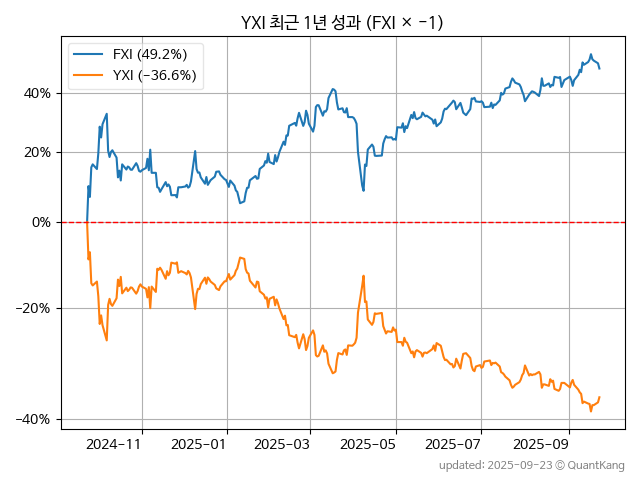 YXI 최근 1년 성과 (FXI × −1)
FXI (49.2%)
YXI (−36.6%)
40%
20%
0%
−20%
−40%
2024−11
2025−01
2025−03
2025−05
2025−07
2025−09
updated: 2025−09−23 © QuantKang